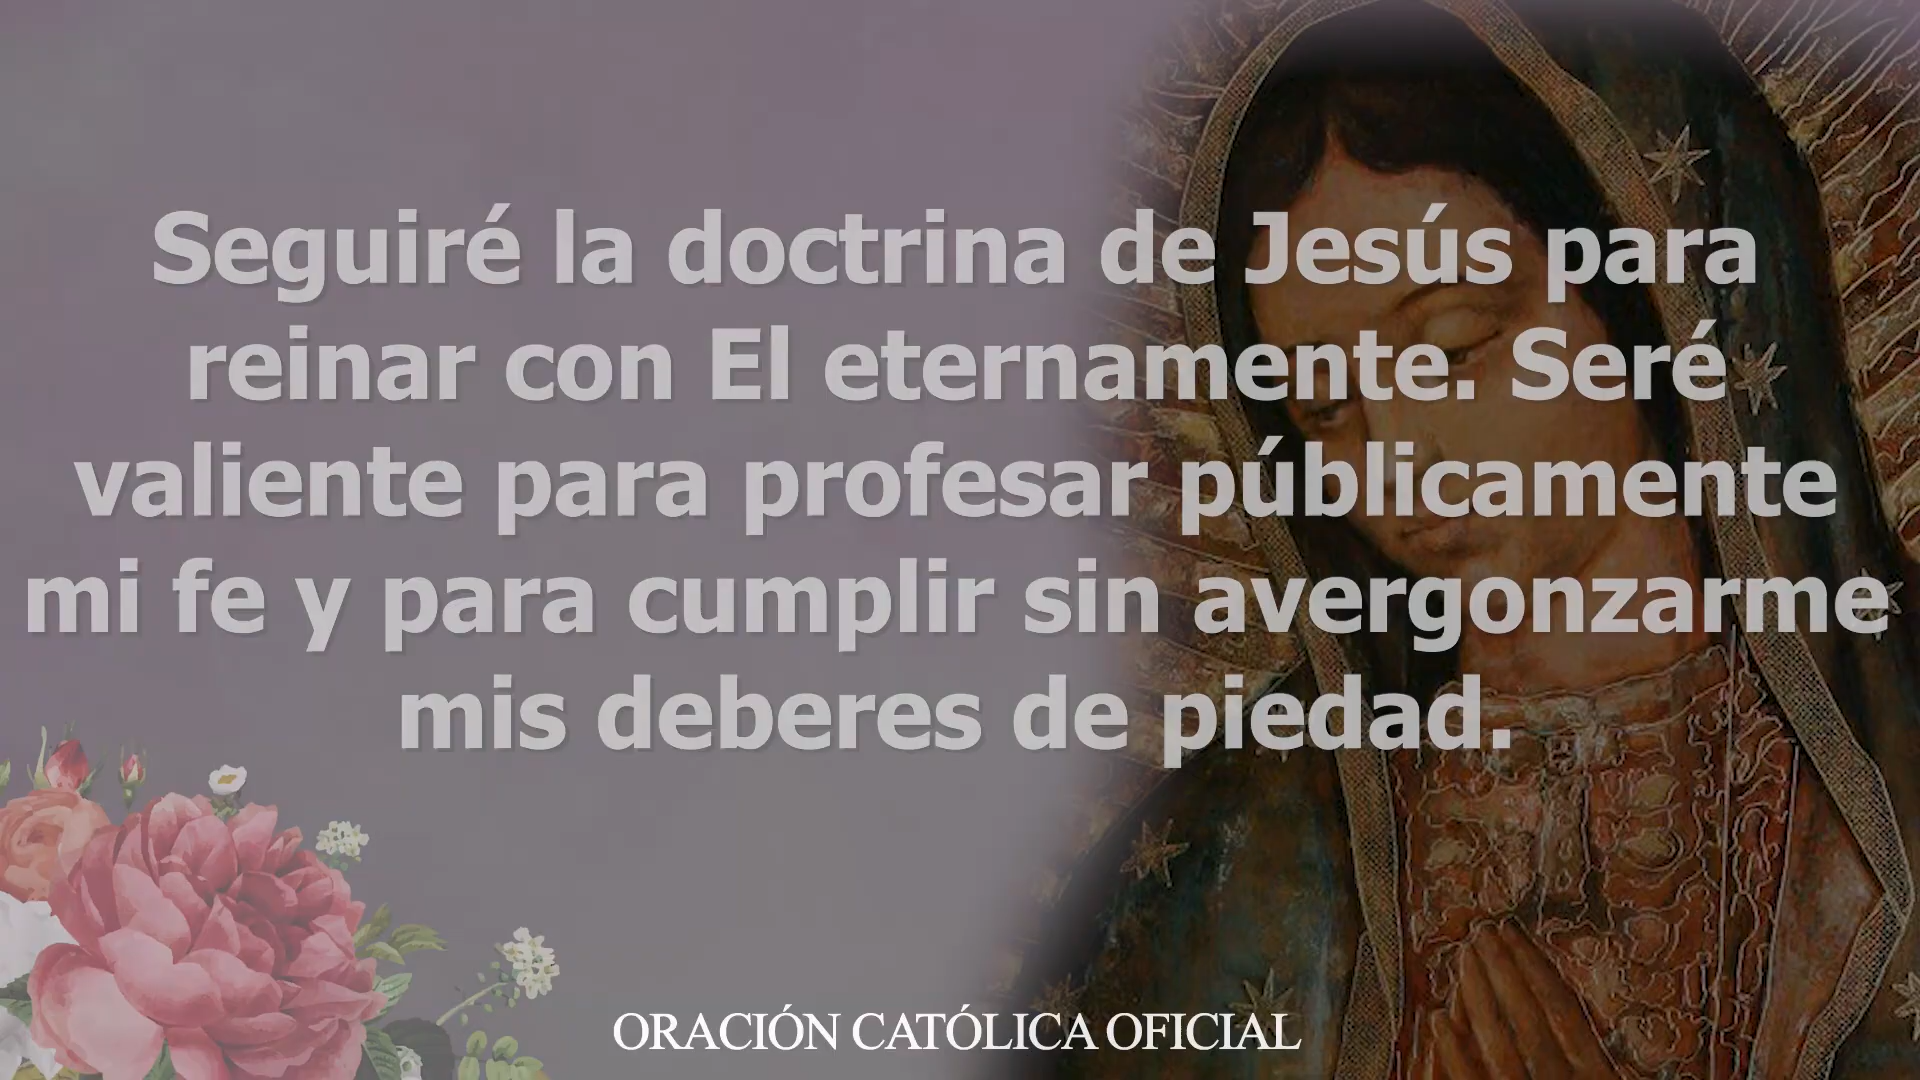 Seguiré la doctrina de Jesús para
reinar con El eternamente. Seré
valiente para profesar públicamente
mi fe y para cumplir sin avergonzarme
mis deberes de piedad.
ORACIÓN CATÓLICA OFICIAL